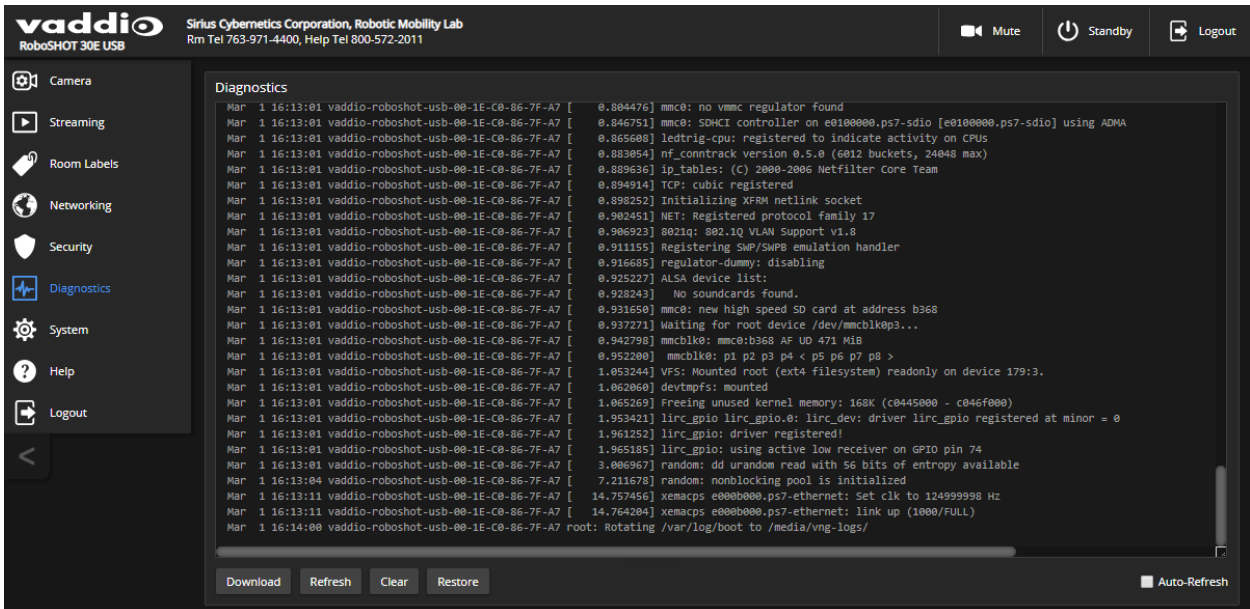 vaddio
RoboSHOT 30E USB
Sirius Cybernetics Corporation, Robotic Mobility Lab
Rm Tel 763-971-4400, Help Tel 800-572-2011
Mute
Standby
Logout
Camera
Streaming
Room Labels
Networking
Security
Diagnostics
System
? Help
Logout
<
Diagnostics
Mar 1 16:13:01 vaddio-roboshot-usb-00-1E-C0-86-7F-A7 [ 0.804476] mmc0: no vmmc regulator found
Mar 1 16:13:01 vaddio-roboshot-usb-00-1E-C0-86-7F-A7 [ 0.846751] mmc0: SDHCI controller on e0100000.ps7-sdio [e0100000.ps7-sdio] using ADMA
Mar 1 16:13:01 vaddio-roboshot-usb-00-1E-C0-86-7F-A7 [ 0.865608] ledtrig-cpu: registered to indicate activity on CPUs
Mar 1 16:13:01 vaddio-roboshot-usb-00-1E-C0-86-7F-A7 [ 0.883054] nf_conntrack version 0.5.0 (6012 buckets, 24048 max)
Mar 1 16:13:01 vaddio-roboshot-usb-00-1E-C0-86-7F-A7 [ 0.889636] ip_tables: (C) 2000-2006 Netfilter Core Team
Mar 1 16:13:01 vaddio-roboshot-usb-00-1E-C0-86-7F-A7 [ 0.894914] TCP: cubic registered
Mar 1 16:13:01 vaddio-roboshot-usb-00-1E-C0-86-7F-A7 [ 0.898252] Initializing XFRM netlink socket
Mar 1 16:13:01 vaddio-roboshot-usb-00-1E-C0-86-7F-A7 [ 0.902451] NET: Registered protocol family 17
Mar 1 16:13:01 vaddio-roboshot-usb-00-1E-C0-86-7F-A7 [ 0.906923] 8021q: 802.1Q VLAN Support v1.8
Mar 1 16:13:01 vaddio-roboshot-usb-00-1E-C0-86-7F-A7 [ 0.911155] Registering SWP/SWPB emulation handler
Mar 1 16:13:01 vaddio-roboshot-usb-00-1E-C0-86-7F-A7 [ 0.916685] regulator-dummy: disabling
Mar 1 16:13:01 vaddio-roboshot-usb-00-1E-C0-86-7F-A7 [ 0.925227] ALSA device list:
Mar 1 16:13:01 vaddio-roboshot-usb-00-1E-C0-86-7F-A7 [ 0.928243] No soundcards found.
Mar 1 16:13:01 vaddio-roboshot-usb-00-1E-C0-86-7F-A7 [ 0.931650] mmc0: new high speed SD card at address b368
Mar 1 16:13:01 vaddio-roboshot-usb-00-1E-C0-86-7F-A7 [ 0.937271] Waiting for root device /dev/mmcblk0p3...
Mar 1 16:13:01 vaddio-roboshot-usb-00-1E-C0-86-7F-A7 [ 0.942798] mmcblk0: mmc0:b368 AF UD 471 MiB
Mar 1 16:13:01 vaddio-roboshot-usb-00-1E-C0-86-7F-A7 [ 0.952200] mmcblk0: p1 p2 p3 p4 < p5 p6 p7 p8 >
Mar 1 16:13:01 vaddio-roboshot-usb-00-1E-C0-86-7F-A7 [ 1.053244] VFS: Mounted root (ext4 filesystem) readonly on device 179:3.
Mar 1 16:13:01 vaddio-roboshot-usb-00-1E-C0-86-7F-A7 [ 1.062060] devtmpfs: mounted
Mar 1 16:13:01 vaddio-roboshot-usb-00-1E-C0-86-7F-A7 [ 1.065269] Freeing unused kernel memory: 168K (c0445000 - c046f000)
Mar 1 16:13:01 vaddio-roboshot-usb-00-1E-C0-86-7F-A7 [ 1.953421] lirc_gpio lirc_gpio.0: lirc_dev: driver lirc_gpio registered at minor = 0
Mar 1 16:13:01 vaddio-roboshot-usb-00-1E-C0-86-7F-A7 [ 1.961252] lirc_gpio: driver registered!
Mar 1 16:13:01 vaddio-roboshot-usb-00-1E-C0-86-7F-A7 [ 1.965185] lirc_gpio: using active low receiver on GPIO pin 74
Mar 1 16:13:01 vaddio-roboshot-usb-00-1E-C0-86-7F-A7 [ 3.006967] random: dd urandom read with 56 bits of entropy available
Mar 1 16:13:04 vaddio-roboshot-usb-00-1E-C0-86-7F-A7 [ 7.211678] random: nonblocking pool is initialized
Mar 1 16:13:11 vaddio-roboshot-usb-00-1E-C0-86-7F-A7 [ 14.757456] xemacps e000b000.ps7-ethernet: Set clk to 124999998 Hz
Mar 1 16:13:11 vaddio-roboshot-usb-00-1E-C0-86-7F-A7 [ 14.764204] xemacps e000b000.ps7-ethernet: link up (1000/FULL)
Mar 1 16:14:00 vaddio-roboshot-usb-00-1E-C0-86-7F-A7 root: Rotating /var/log/boot to /media/vng-logs/
Download
Refresh
Clear
Restore
Auto-Refresh